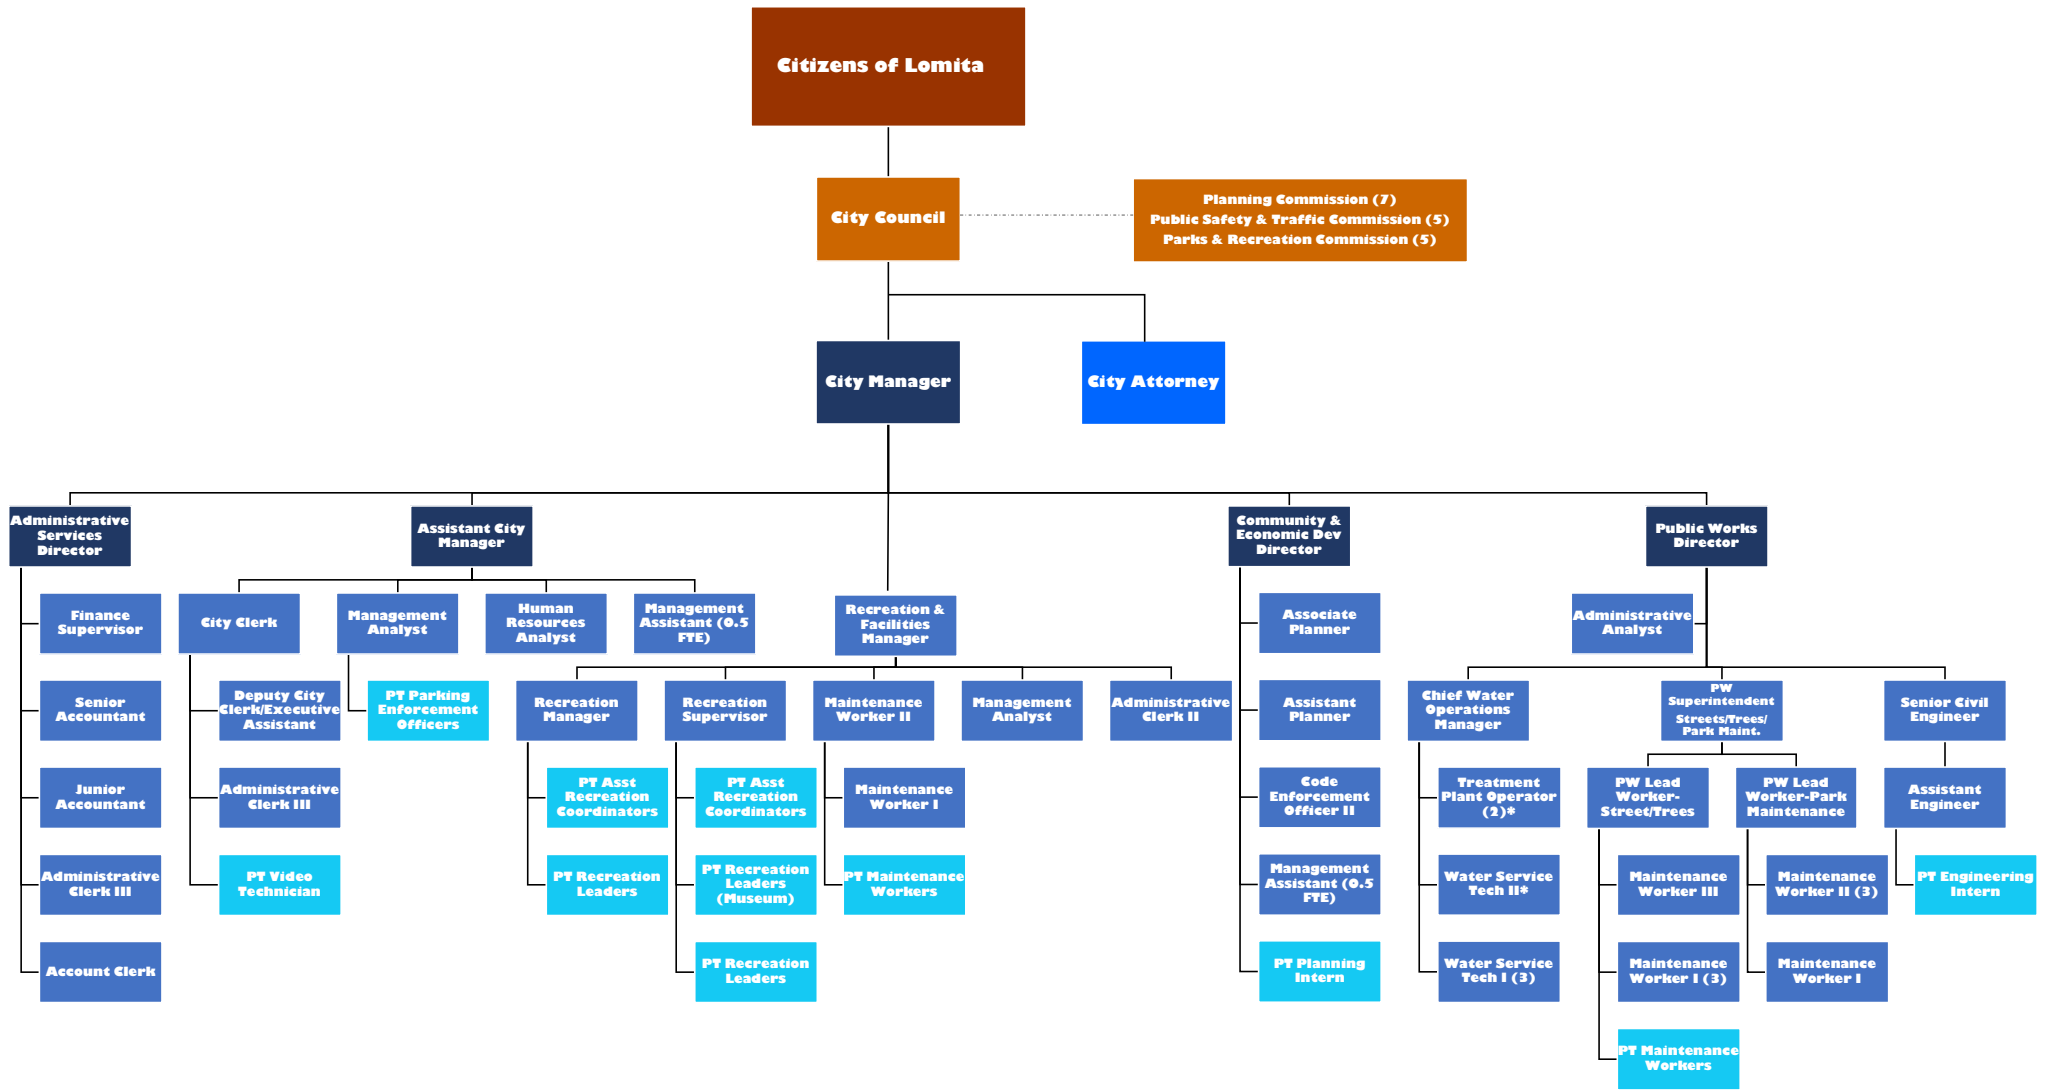 Citizens of Lomita
City Council
Planning Commission (7)
Public Safety & Traffic Commission (5)
Parks & Recreation Commission (5)
City Manager
City Attorney
Administrative
Services
Director
Assistant City
Manager
Community &
Economic Dev
Director
Public Works
Director
Finance
Supervisor
City Clerk
Management
Analyst
Human
Resources
Analyst
Management
Assistant (0.5
FTE)
Recreation &
Facilities
Manager
Associate
Planner
Administrative
Analyst
Senior
Accountant
Deputy City
Clerk/Executive
Assistant
PT Parking
Enforcement
Officers
Recreation
Manager
Recreation
Supervisor
Maintenance
Worker II
Management
Analyst
Administrative
Clerk II
Assistant
Planner
Chief Water
Operations
Manager
PW
Superintendent
Streets/Trees/
Park Maint.
Senior Civil
Engineer
Junior
Accountant
Administrative
Clerk III
PT Asst
Recreation
Coordinators
PT Asst
Recreation
Coordinators
Maintenance
Worker I
Code
Enforcement
Officer II
Treatment
Plant Operator
(2)*
PW Lead
Worker-
Street/Trees
PW Lead
Worker-Park
Maintenance
Assistant
Engineer
Administrative
Clerk III
PT Video
Technician
PT Recreation
Leaders
PT Recreation
Leaders
(Museum)
PT Maintenance
Workers
Management
Assistant (0.5
FTE)
Water Service
Tech II*
Maintenance
Worker III
Maintenance
Worker II (3)
PT Engineering
Intern
Account Clerk
PT Recreation
Leaders
PT Planning
Intern
Water Service
Tech I (3)
Maintenance
Worker I (3)
Maintenance
Worker I
PT Maintenance
Workers